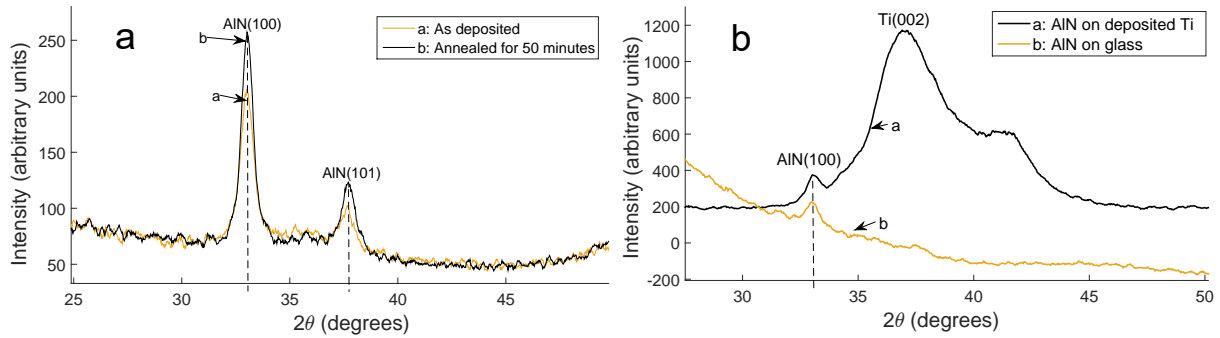 a
AlN(100)
b
a
AlN(101)
a: As deposited
b: Annealed for 50 minutes
Intensity (arbitrary units)
250
200
150
100
50
25
30
35
40
45
2θ (degrees)
b
Ti(002)
a
AlN(100)
b
a: AlN on deposited Ti
b: AlN on glass
Intensity (arbitrary units)
1200
1000
800
600
400
200
0
-200
30
35
40
45
50
2θ (degrees)